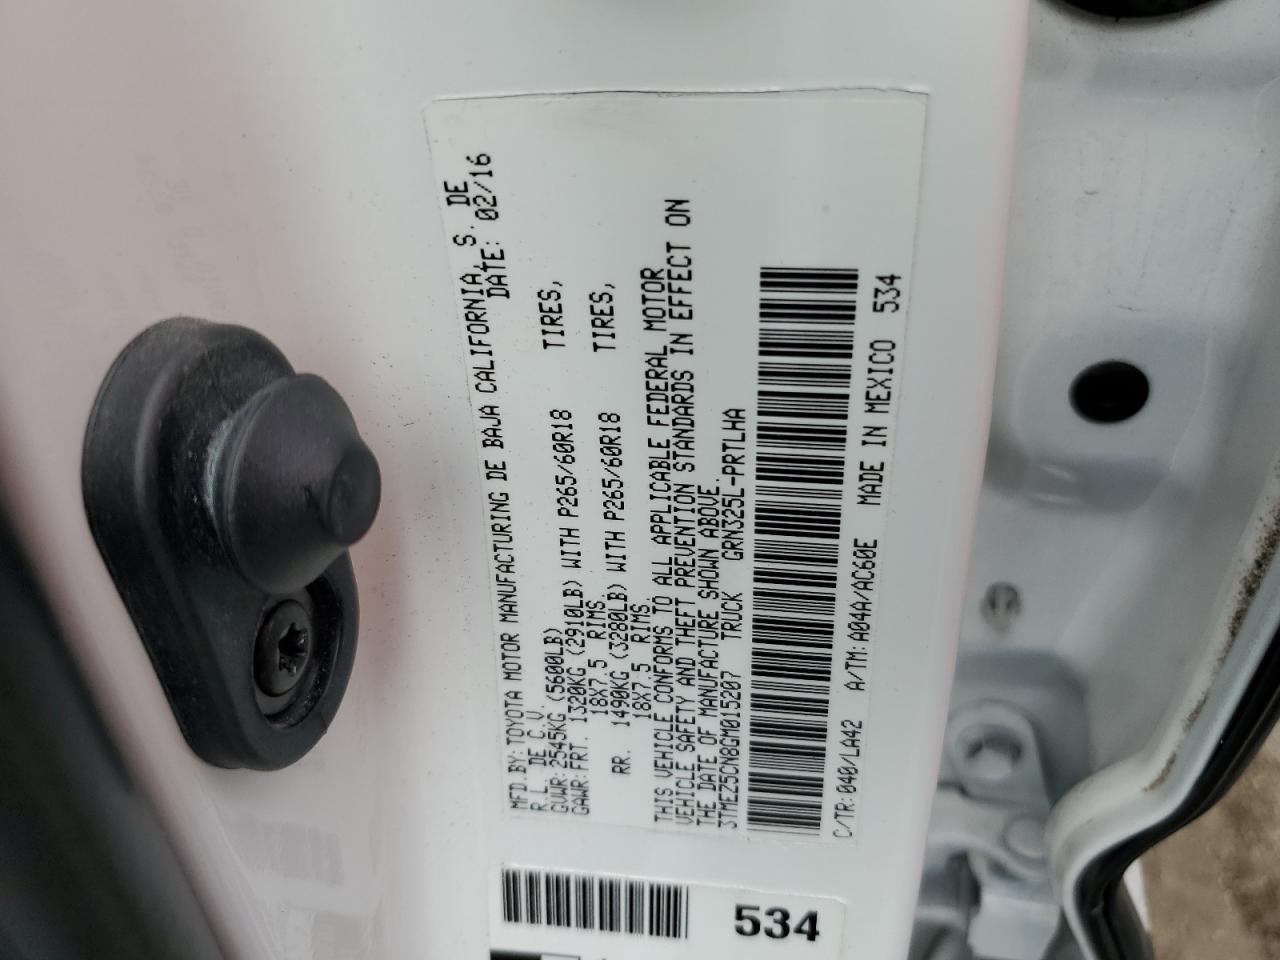 MFD.BY: TOYOTA MOTOR MANUFACTURING DE BAJA CALIFORNIA, S. DE
R.L. DE C.V. DATE: 02/16
GVWR: 2545KG (5600LB)
GAWR: FRT. 1320KG (2910LB) WITH P265/60R18 TIRES,
18X7.5 RIMS.
RR. 1490KG (3280LB) WITH P265/60R18 TIRES,
18X7.5 RIMS
THIS VEHICLE CONFORMS TO ALL APPLICABLE FEDERAL MOTOR
VEHICLE SAFETY AND THEFT PREVENTION STANDARDS IN EFFECT ON
THE DATE OF MANUFACTURE SHOWN ABOVE.
3TMEZ5CN8GM015207 TRUCK GRN325L-PRTLHA
C/TR: 040/LA42 A/TM: A04A/AC60E MADE IN MEXICO 534
534